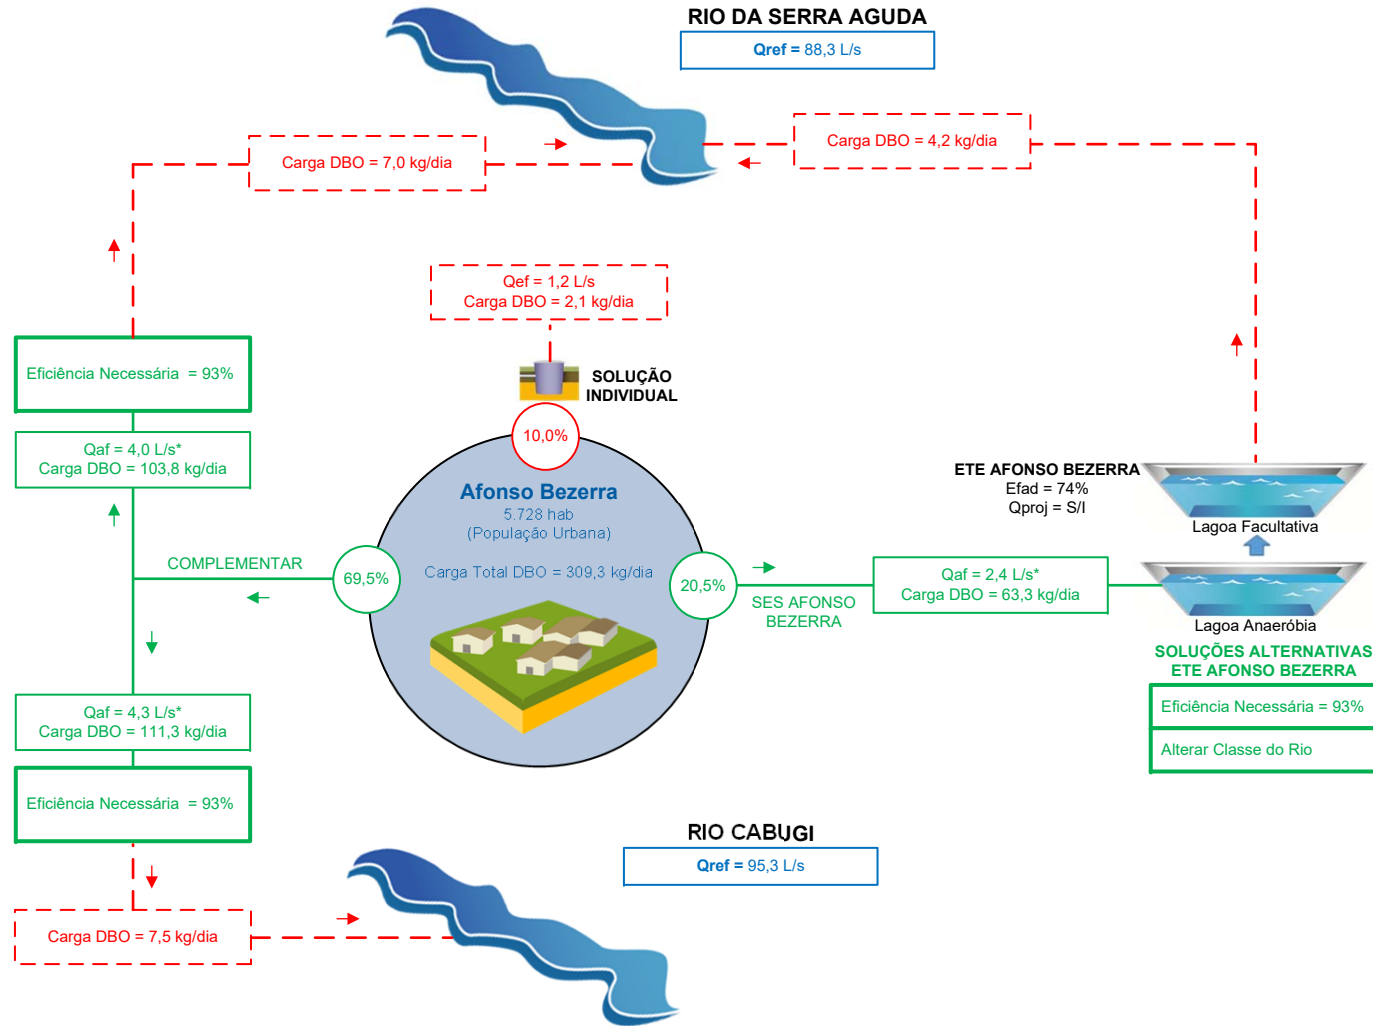 RIO DA SERRA AGUDA
Qref = 88,3 L/s
Carga DBO = 7,0 kg/dia
Carga DBO = 4,2 kg/dia
Qef = 1,2 L/s
Carga DBO = 2,1 kg/dia
SOLUÇÃO
INDIVIDUAL
10,0%
Eficiência Necessária = 93%
Qaf = 4,0 L/s*
Carga DBO = 103,8 kg/dia
COMPLEMENTAR
69,5%
Afonso Bezerra
5.728 hab
(População Urbana)
Carga Total DBO = 309,3 kg/dia
20,5%
SES AFONSO
BEZERRA
Qaf = 2,4 L/s*
Carga DBO = 63,3 kg/dia
ETE AFONSO BEZERRA
Efad = 74%
Qproj = S/I
Lagoa Facultativa
Lagoa Anaeróbia
SOLUÇÕES ALTERNATIVAS
ETE AFONSO BEZERRA
Eficiência Necessária = 93%
Alterar Classe do Rio
Qaf = 4,3 L/s*
Carga DBO = 111,3 kg/dia
Eficiência Necessária = 93%
Carga DBO = 7,5 kg/dia
RIO CABUGI
Qref = 95,3 L/s